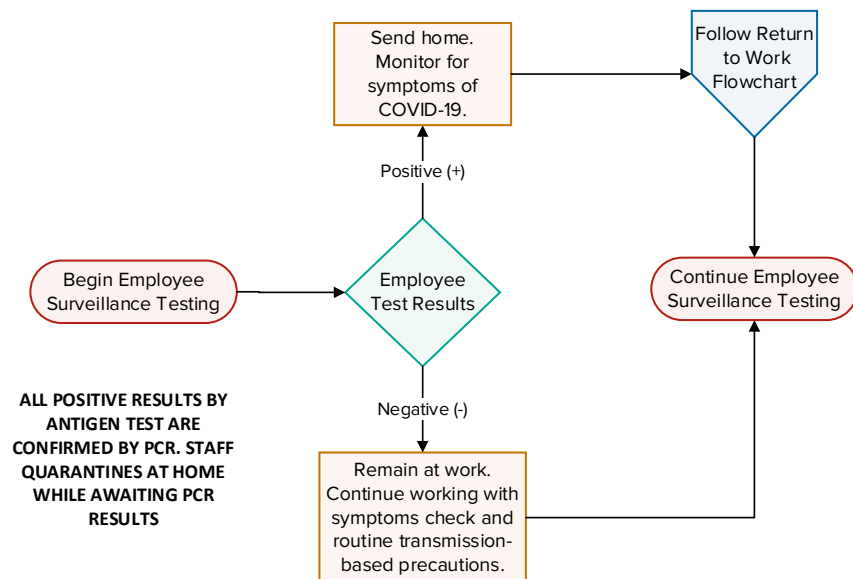 Send home.
Monitor for
symptoms of
COVID-19.
Follow Return
to Work
Flowchart
Positive (+)
Begin Employee
Surveillance Testing
Employee
Test Results
Continue Employee
Surveillance Testing
Negative (-)
ALL POSITIVE RESULTS BY
ANTIGEN TEST ARE
CONFIRMED BY PCR. STAFF
QUARANTINES AT HOME
WHILE AWAITING PCR
RESULTS
Remain at work.
Continue working with
symptoms check and
routine transmission-
based precautions.